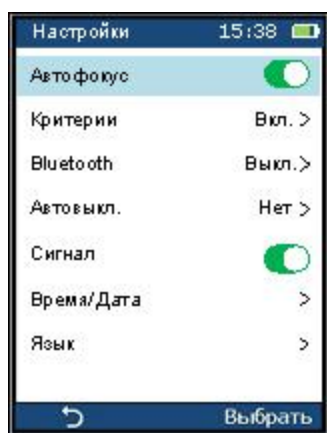 Настройки 15:38
Автофокус
Критерии Вкл. >
Bluetooth Выкл.>
Автовыкл. Нет >
Сигнал
Время/Дата >
Язык >
Выбрать